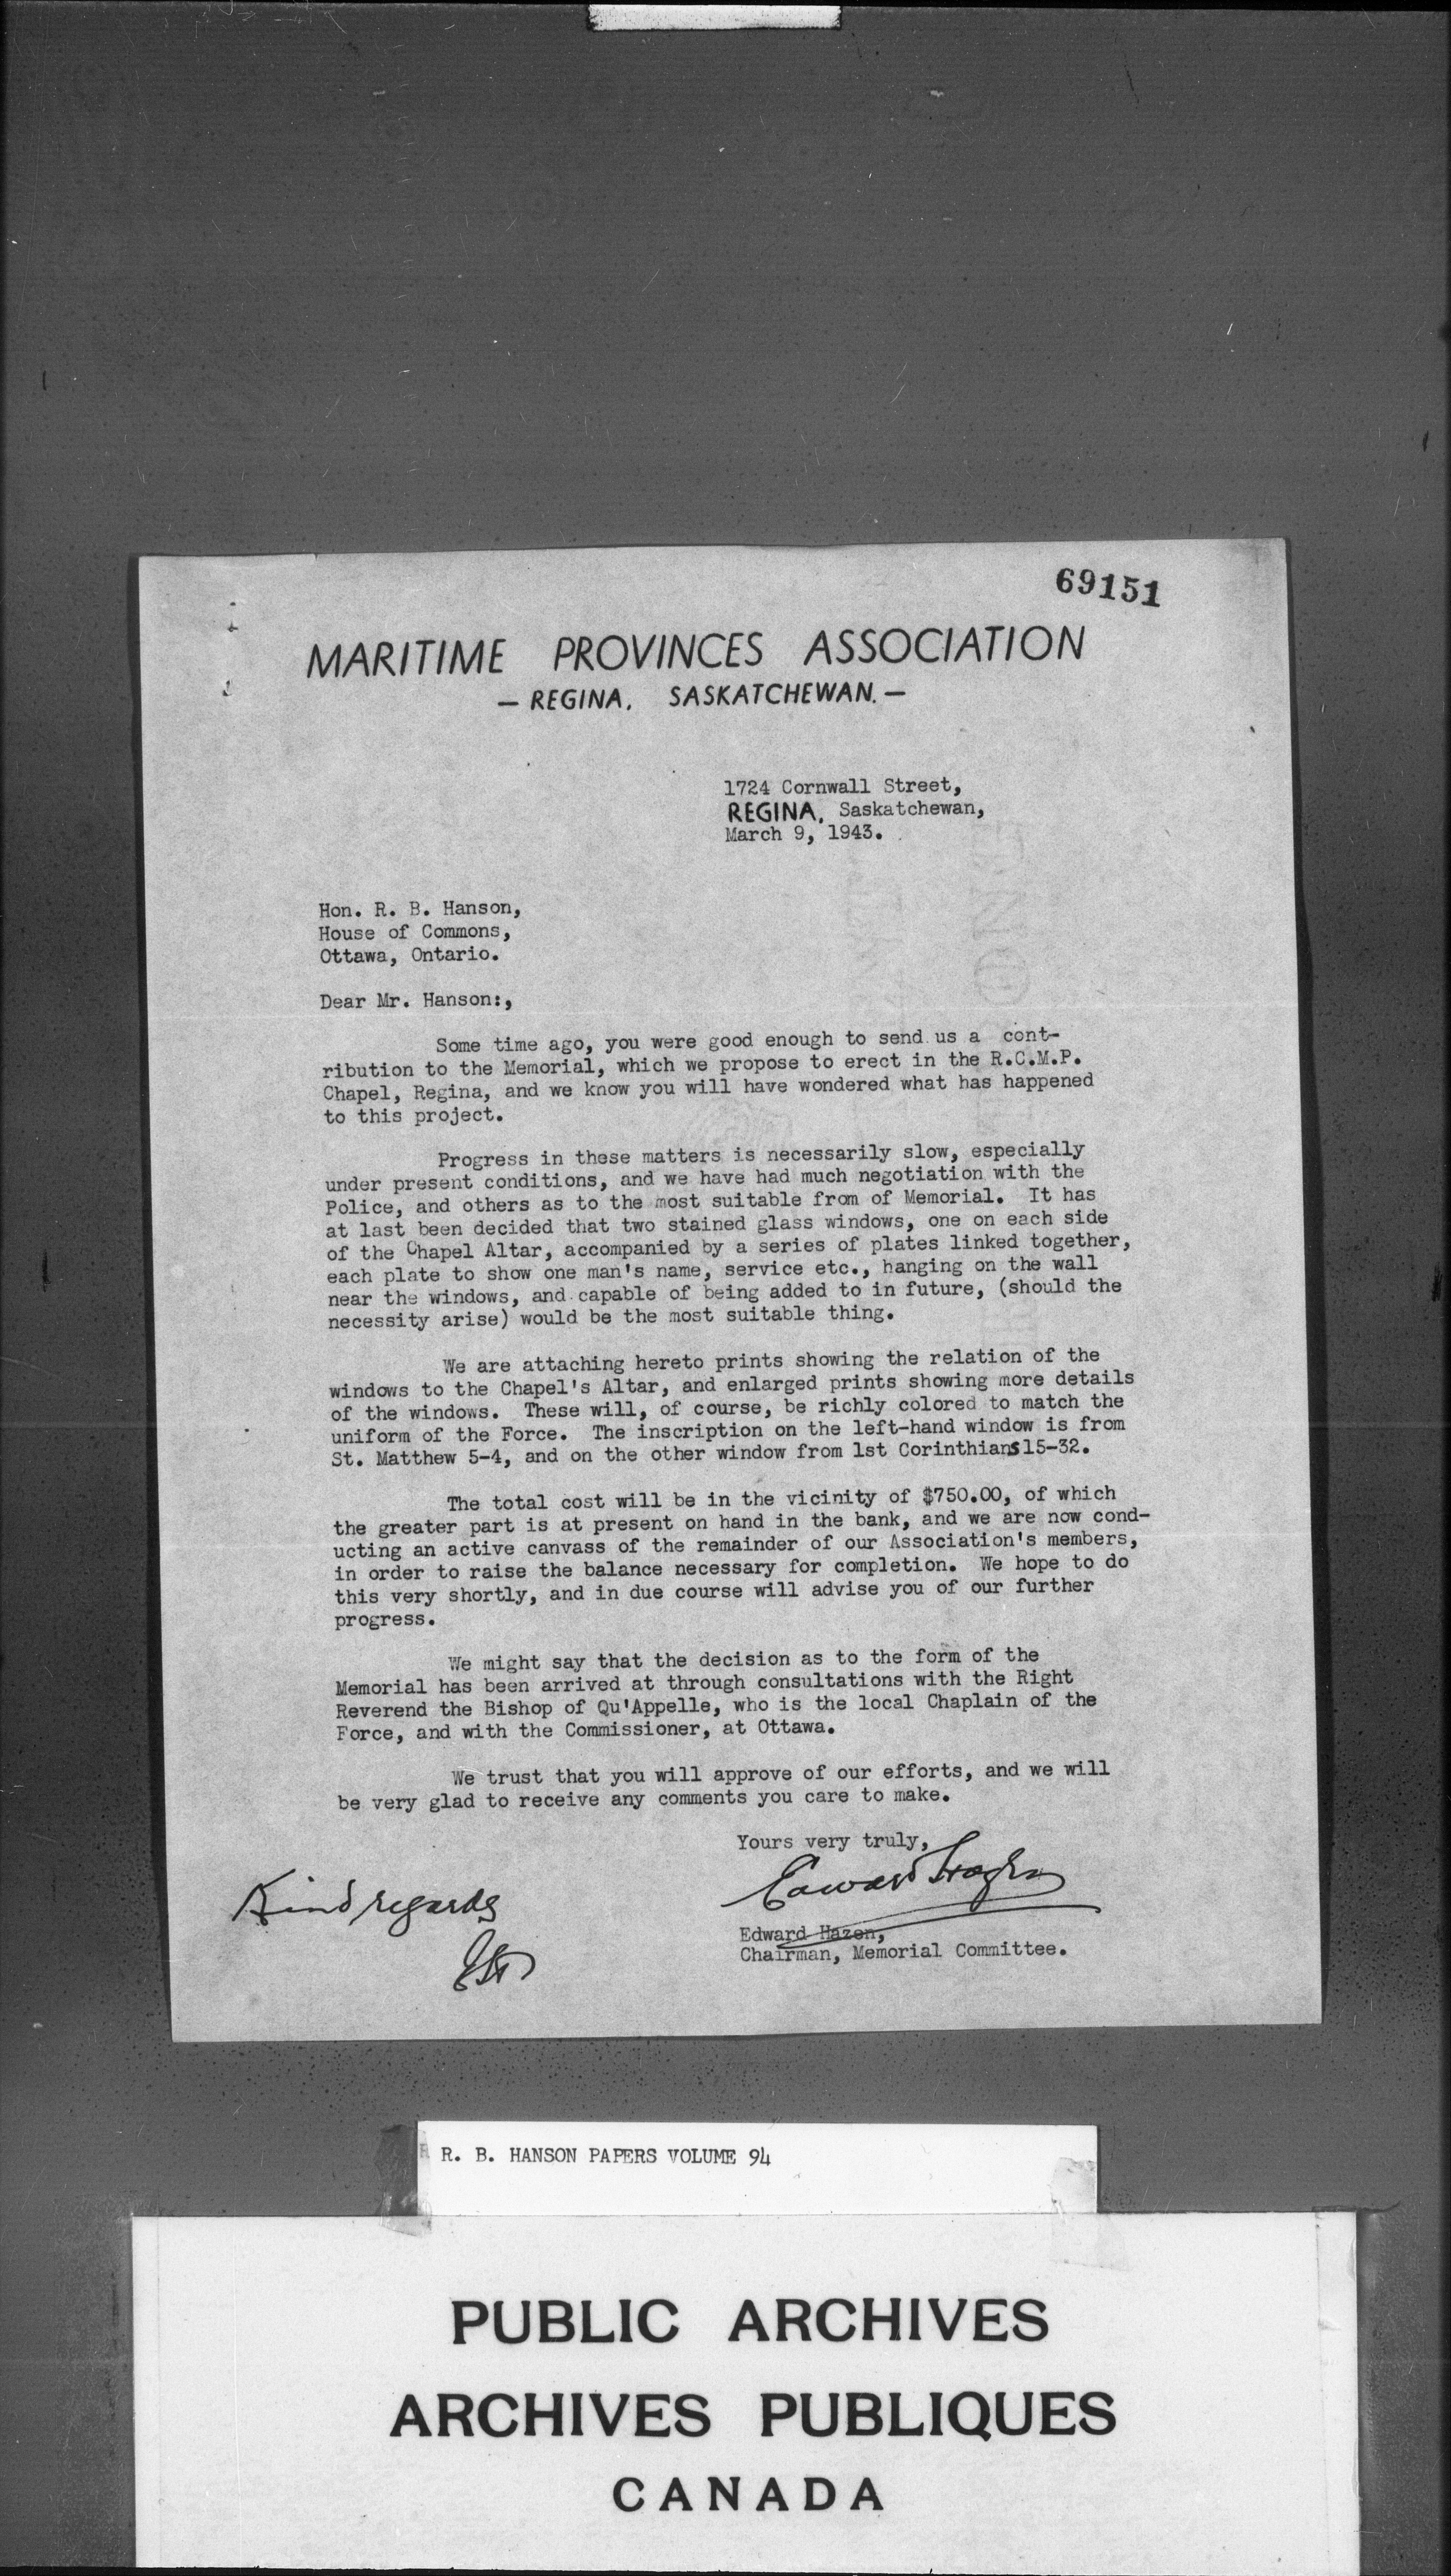 69151
MARITIME PROVINCES ASSOCIATION
— REGINA, SASKATCHEWAN. —
1724 Cornwall Street,
REGINA, Saskatchewan,
March 9, 1943.
Hon. R. B. Hanson,
House of Commons,
Ottawa, Ontario.
Dear Mr. Hanson:,
Some time ago, you were good enough to send us a cont-
ribution to the Memorial, which we propose to erect in the R.C.M.P.
Chapel, Regina, and we know you will have wondered what has happened
to this project.
Progress in these matters is necessarily slow, especially
under present conditions, and we have had much negotiation with the
Police, and others as to the most suitable from of Memorial. It has
at last been decided that two stained glass windows, one on each side
of the Chapel Altar, accompanied by a series of plates linked together,
each plate to show one man's name, service etc., hanging on the wall
near the windows, and capable of being added to in future, (should the
necessity arise) would be the most suitable thing.
We are attaching hereto prints showing the relation of the
windows to the Chapel's Altar, and enlarged prints showing more details
of the windows. These will, of course, be richly colored to match the
uniform of the Force. The inscription on the left-hand window is from
St. Matthew 5-4, and on the other window from 1st Corinthians 15-32.
The total cost will be in the vicinity of $750.00, of which
the greater part is at present on hand in the bank, and we are now cond-
ucting an active canvass of the remainder of our Association's members,
in order to raise the balance necessary for completion. We hope to do
this very shortly, and in due course will advise you of our further
progress.
We might say that the decision as to the form of the
Memorial has been arrived at through consultations with the Right
Reverend the Bishop of Qu'Appelle, who is the local Chaplain of the
Force, and with the Commissioner, at Ottawa.
We trust that you will approve of our efforts, and we will
be very glad to receive any comments you care to make.
Yours very truly,
Edward Hazen
Edward Hazen,
Chairman, Memorial Committee.
Kind regards
R. B. HANSON PAPERS VOLUME 94
PUBLIC ARCHIVES
ARCHIVES PUBLIQUES
CANADA